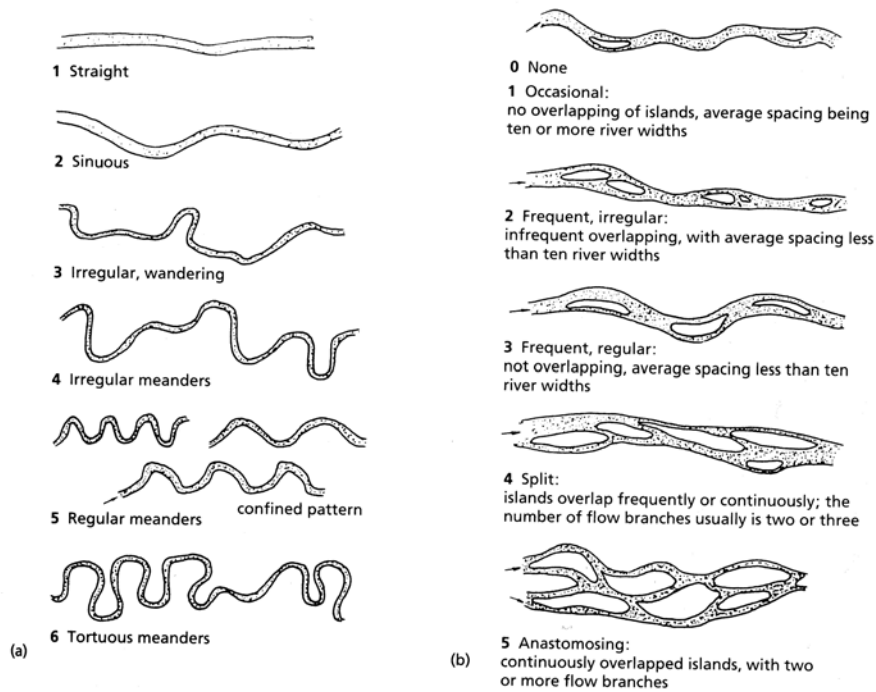 1 Straight
2 Sinuous
3 Irregular, wandering
4 Irregular meanders
confined pattern
5 Regular meanders
6 Tortuous meanders
(a)
0 None
1 Occasional:
no overlapping of islands, average spacing being
ten or more river widths
2 Frequent, irregular:
infrequent overlapping, with average spacing less
than ten river widths
3 Frequent, regular:
not overlapping, average spacing less than ten
river widths
4 Split:
islands overlap frequently or continuously; the
number of flow branches usually is two or three
5 Anastomosing:
continuously overlapped islands, with two
or more flow branches
(b)